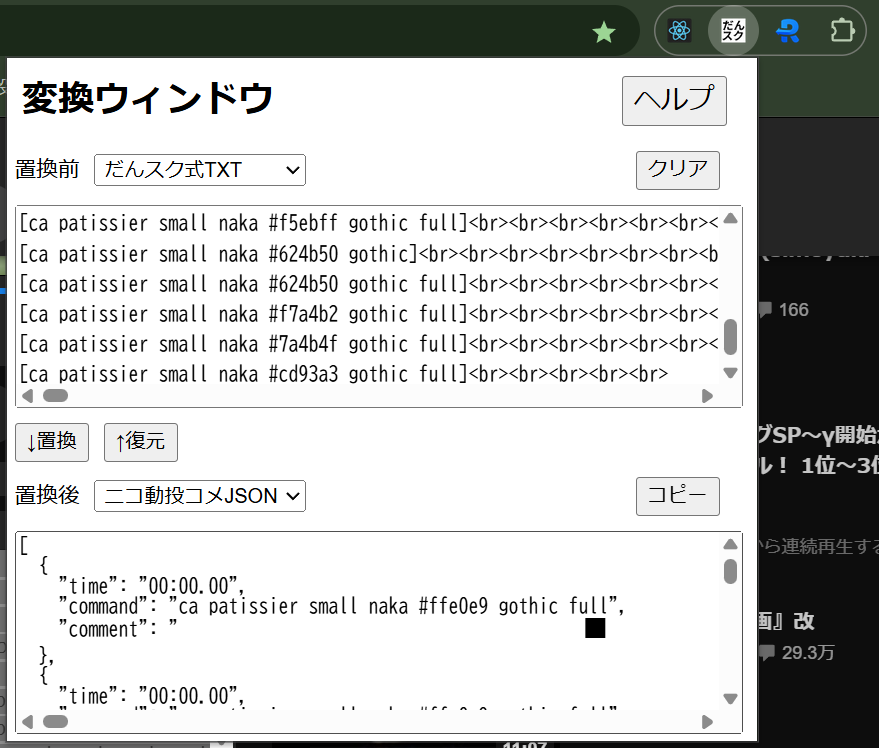 だん
スク
変換ウィンドウ
ヘルプ
置換前
だんスク式TXT
クリア
[ca patissier small naka #f5ebff gothic full]<br><br><br><br><br><br><
[ca patissier small naka #624b50 gothic]<br><br><br><br><br><br><br><b
[ca patissier small naka #624b50 gothic full]<br><br><br><br><br><br><
[ca patissier small naka #f7a4b2 gothic full]<br><br><br><br><br><br><
[ca patissier small naka #7a4b4f gothic full]<br><br><br><br><br><br><
[ca patissier small naka #cd93a3 gothic full]<br><br><br><br><br>
↓置換
↑復元
置換後
ニコ動投コメJSON
コピー
[
{
"time": "00:00.00",
"command": "ca patissier small naka #ffe0e9 gothic full",
"comment": "
■
},
{
"time": "00:00.00",
166
グSP～γ開始
ル！ 1位～3位
から連続再生する
画』改
29.3万